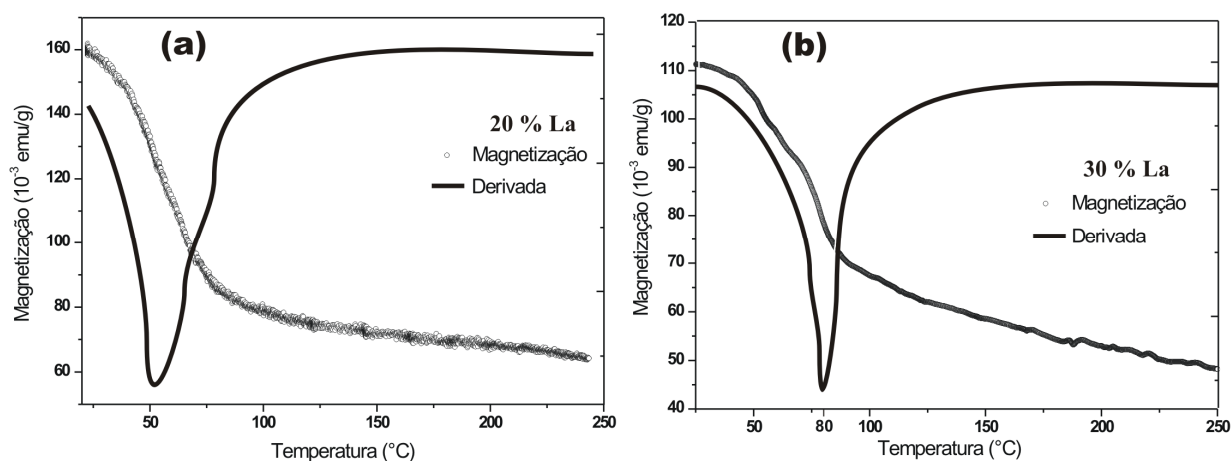 (a)
160
140
120
100
80
60
Magnetização (10⁻³ emu/g)
20 % La
Magnetização
Derivada
50
100
150
200
250
Temperatura (°C)
(b)
120
110
100
90
80
70
60
50
40
Magnetização (10⁻³ emu/g)
30 % La
Magnetização
Derivada
50
80
100
150
200
250
Temperatura (°C)